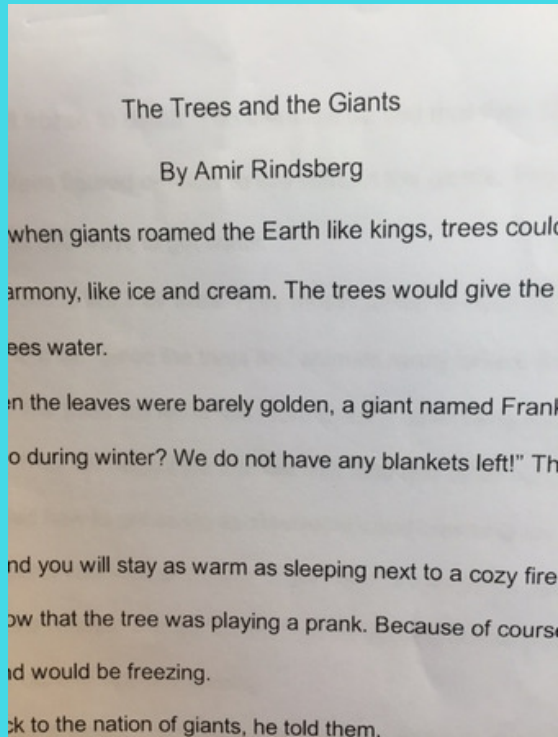 The Trees and the Giants
By Amir Rindsberg
when giants roamed the Earth like kings, trees could
armony, like ice and cream. The trees would give the
ees water.
en the leaves were barely golden, a giant named Frank
o during winter? We do not have any blankets left!" Th
nd you will stay as warm as sleeping next to a cozy fire
ow that the tree was playing a prank. Because of course
nd would be freezing.
ck to the nation of giants, he told them,